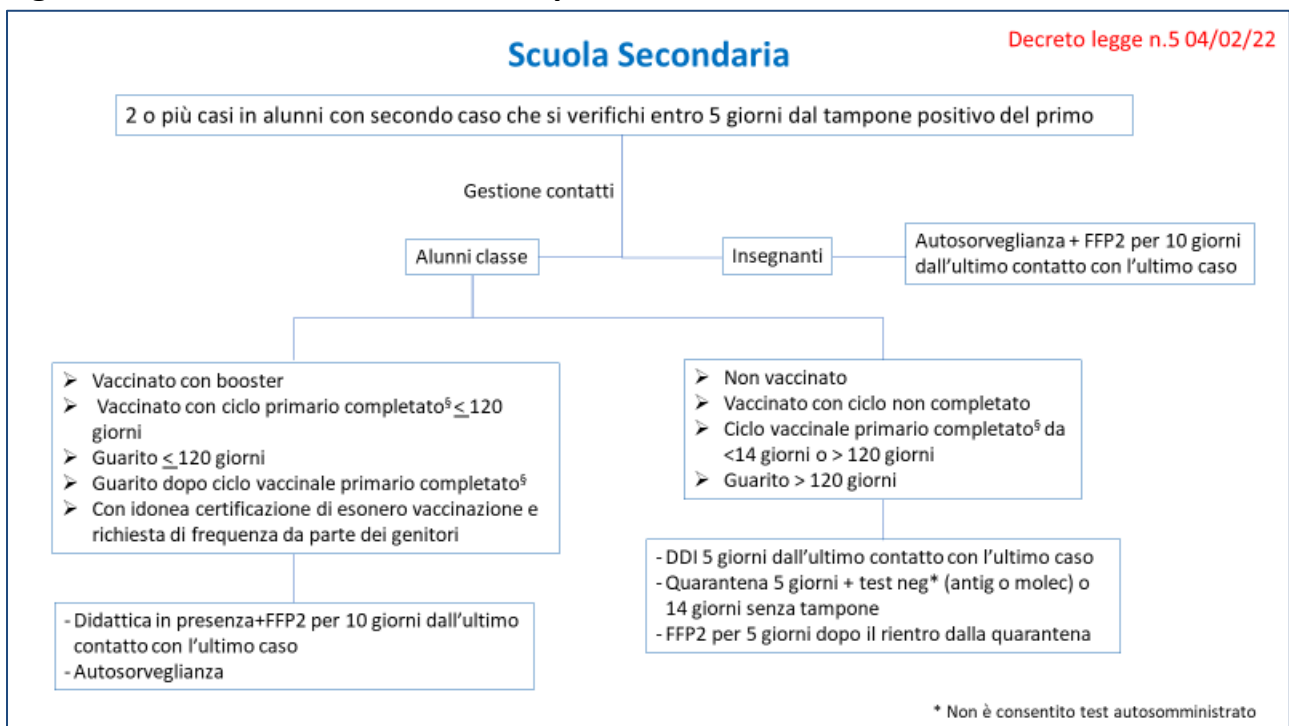 Decreto legge n.5 04/02/22
Scuola Secondaria
2 o più casi in alunni con secondo caso che si verifichi entro 5 giorni dal tampone positivo del primo
Gestione contatti
Alunni classe
Insegnanti
Autosorveglianza + FFP2 per 10 giorni
dall'ultimo contatto con l'ultimo caso
➢ Vaccinato con booster
➢ Vaccinato con ciclo primario completato§ ≤ 120
giorni
➢ Guarito ≤ 120 giorni
➢ Guarito dopo ciclo vaccinale primario completato§
➢ Con idonea certificazione di esonero vaccinazione e
richiesta di frequenza da parte dei genitori
- Didattica in presenza+FFP2 per 10 giorni dall'ultimo
contatto con l'ultimo caso
- Autosorveglianza
➢ Non vaccinato
➢ Vaccinato con ciclo non completato
➢ Ciclo vaccinale primario completato§ da
<14 giorni o > 120 giorni
➢ Guarito > 120 giorni
- DDI 5 giorni dall'ultimo contatto con l'ultimo caso
- Quarantena 5 giorni + test neg* (antig o molec) o
14 giorni senza tampone
- FFP2 per 5 giorni dopo il rientro dalla quarantena
* Non è consentito test autosomministrato